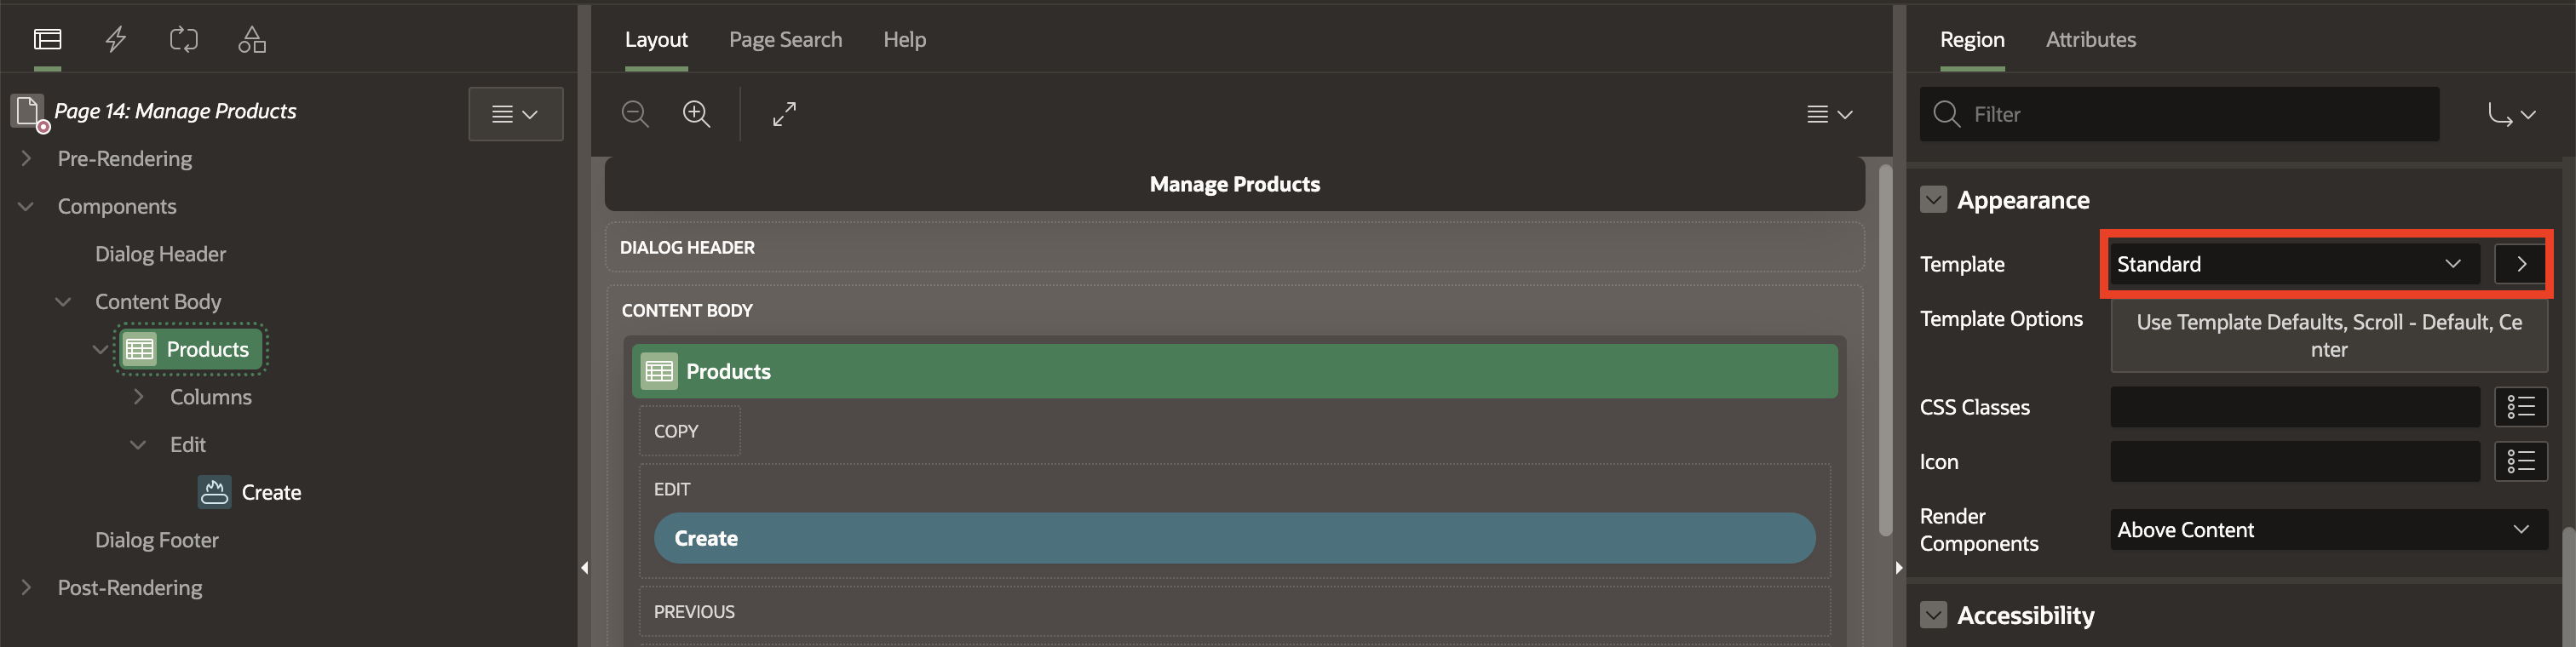 Page 14: Manage Products
Pre-Rendering
Components
Dialog Header
Content Body
Products
Columns
Edit
Create
Dialog Footer
Post-Rendering
Layout
Page Search
Help
Manage Products
DIALOG HEADER
CONTENT BODY
Products
COPY
EDIT
Create
PREVIOUS
Region
Attributes
Filter
Appearance
Template
Standard
Template Options
Use Template Defaults, Scroll - Default, Ce
nter
CSS Classes
Icon
Render
Components
Above Content
Accessibility